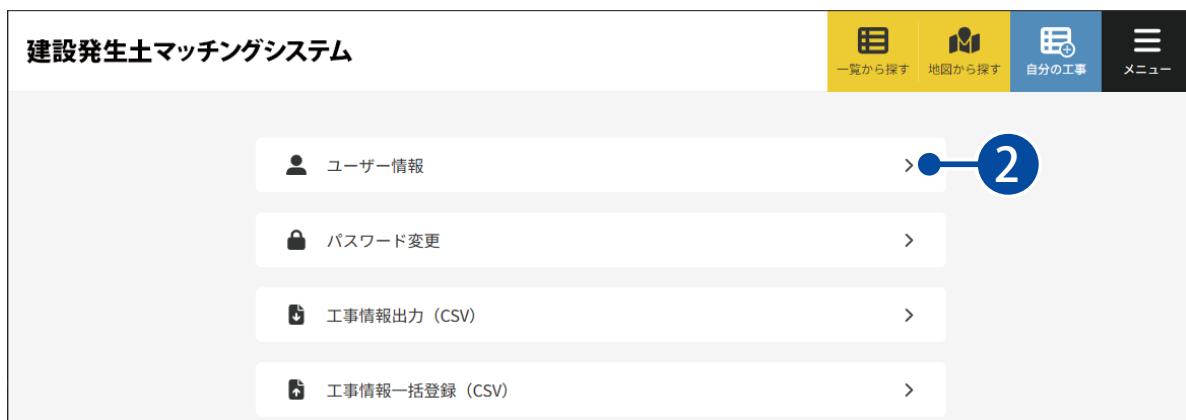 建設発生土マッチングシステム
一覧から探す
地図から探す
自分の工事
メニュー
ユーザー情報
2
パスワード変更
工事情報出力（CSV）
工事情報一括登録（CSV）